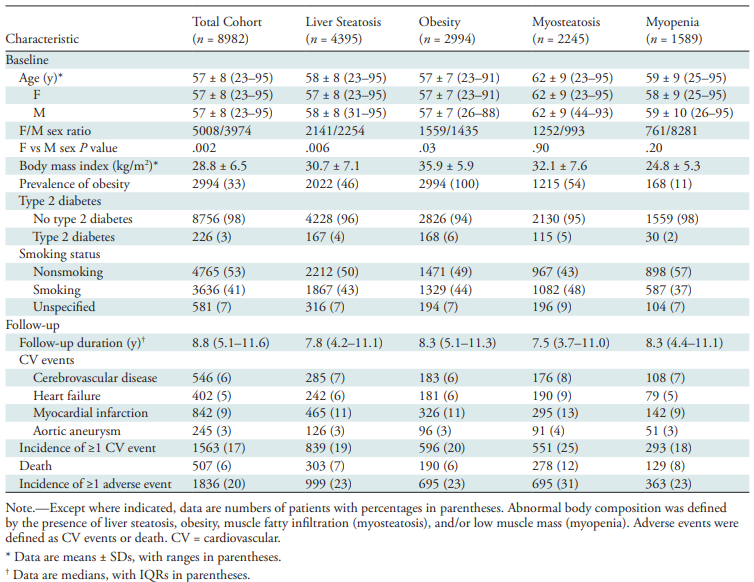 Characteristic Total Cohort (n = 8982) Liver Steatosis (n = 4395) Obesity (n = 2994) Myosteatosis (n = 2245) Myopenia (n = 1589)
Baseline
Age (y)* 57 ± 8 (23–95) 58 ± 8 (23–95) 57 ± 7 (23–91) 62 ± 9 (23–95) 59 ± 9 (25–95)
F 57 ± 8 (23–95) 57 ± 8 (23–95) 57 ± 7 (23–91) 62 ± 9 (23–95) 58 ± 9 (25–95)
M 57 ± 8 (23–95) 58 ± 8 (31–95) 57 ± 7 (26–88) 62 ± 9 (44–93) 59 ± 10 (26–95)
F/M sex ratio 5008/3974 2141/2254 1559/1435 1252/993 761/8281
F vs M sex P value .002 .006 .03 .90 .20
Body mass index (kg/m²)* 28.8 ± 6.5 30.7 ± 7.1 35.9 ± 5.9 32.1 ± 7.6 24.8 ± 5.3
Prevalence of obesity 2994 (33) 2022 (46) 2994 (100) 1215 (54) 168 (11)
Type 2 diabetes
No type 2 diabetes 8756 (98) 4228 (96) 2826 (94) 2130 (95) 1559 (98)
Type 2 diabetes 226 (3) 167 (4) 168 (6) 115 (5) 30 (2)
Smoking status
Nonsmoking 4765 (53) 2212 (50) 1471 (49) 967 (43) 898 (57)
Smoking 3636 (41) 1867 (43) 1329 (44) 1082 (48) 587 (37)
Unspecified 581 (7) 316 (7) 194 (7) 196 (9) 104 (7)
Follow-up
Follow-up duration (y)† 8.8 (5.1–11.6) 7.8 (4.2–11.1) 8.3 (5.1–11.3) 7.5 (3.7–11.0) 8.3 (4.4–11.1)
CV events
Cerebrovascular disease 546 (6) 285 (7) 183 (6) 176 (8) 108 (7)
Heart failure 402 (5) 242 (6) 181 (6) 190 (9) 79 (5)
Myocardial infarction 842 (9) 465 (11) 326 (11) 295 (13) 142 (9)
Aortic aneurysm 245 (3) 126 (3) 96 (3) 91 (4) 51 (3)
Incidence of ≥1 CV event 1563 (17) 839 (19) 596 (20) 551 (25) 293 (18)
Death 507 (6) 303 (7) 190 (6) 278 (12) 129 (8)
Incidence of ≥1 adverse event 1836 (20) 999 (23) 695 (23) 695 (31) 363 (23)
Note.—Except where indicated, data are numbers of patients with percentages in parentheses. Abnormal body composition was defined
by the presence of liver steatosis, obesity, muscle fatty infiltration (myosteatosis), and/or low muscle mass (myopenia). Adverse events were
defined as CV events or death. CV = cardiovascular.
* Data are means ± SDs, with ranges in parentheses.
† Data are medians, with IQRs in parentheses.